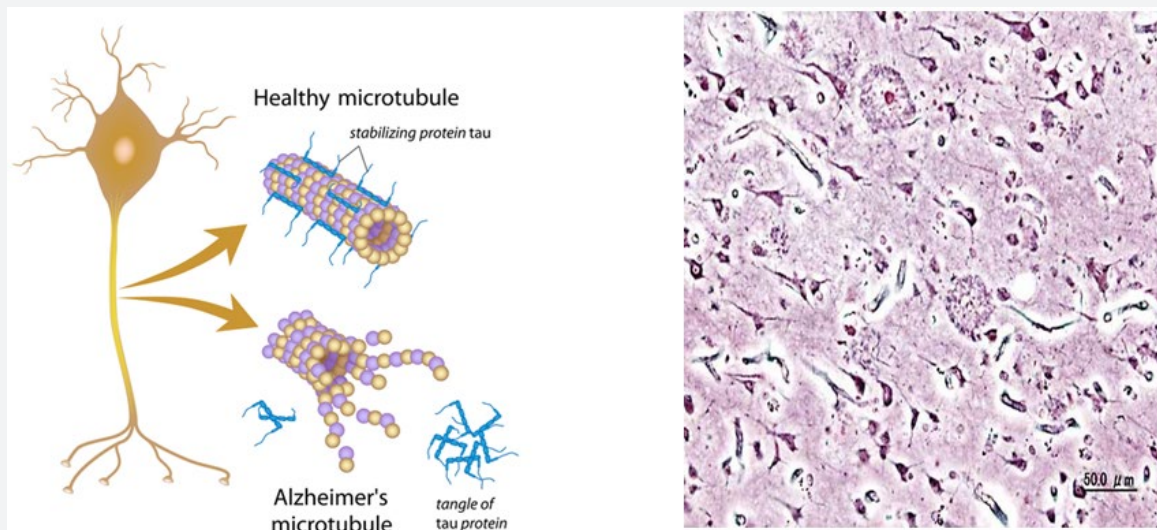 Healthy microtubule
stabilizing protein tau
Alzheimer's
microtubule
tangle of
tau protein
50.0 µm